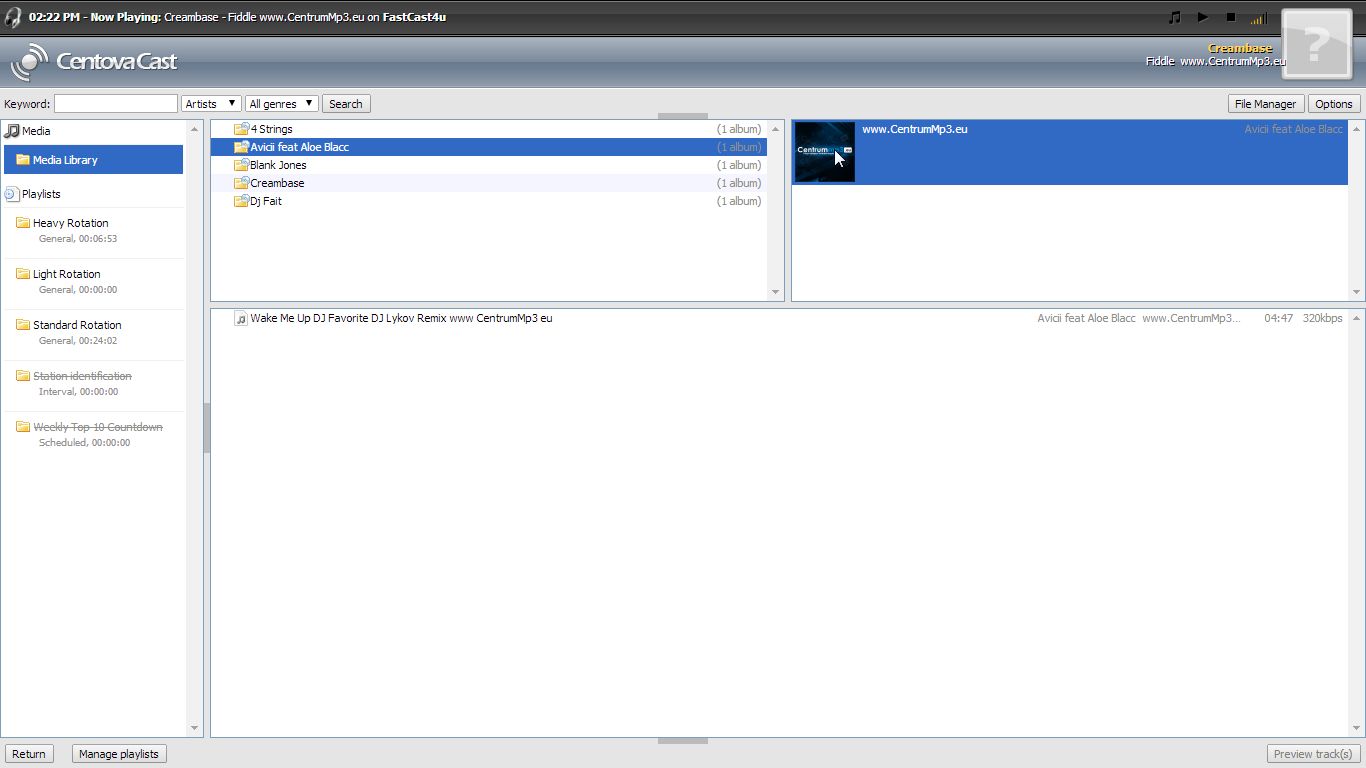 02:22 PM - Now Playing: Creambase - Fiddle www.CentrumMp3.eu on FastCast4u
CentovaCast
Creambase
Fiddle www.CentrumMp3.eu
?
Keyword: Artists All genres Search File Manager Options
Media
Media Library
Playlists
Heavy Rotation
General, 00:06:53
Light Rotation
General, 00:00:00
Standard Rotation
General, 00:24:02
Station identification
Interval, 00:00:00
Weekly Top 10 Countdown
Scheduled, 00:00:00
4 Strings (1 album)
Avicii feat Aloe Blacc (1 album)
Blank Jones (1 album)
Creambase (1 album)
Dj Fait (1 album)
www.CentrumMp3.eu Avicii feat Aloe Blacc
Wake Me Up DJ Favorite DJ Lykov Remix www CentrumMp3 eu Avicii feat Aloe Blacc www.CentrumMp3... 04:47 320kbps
Return Manage playlists Preview track(s)